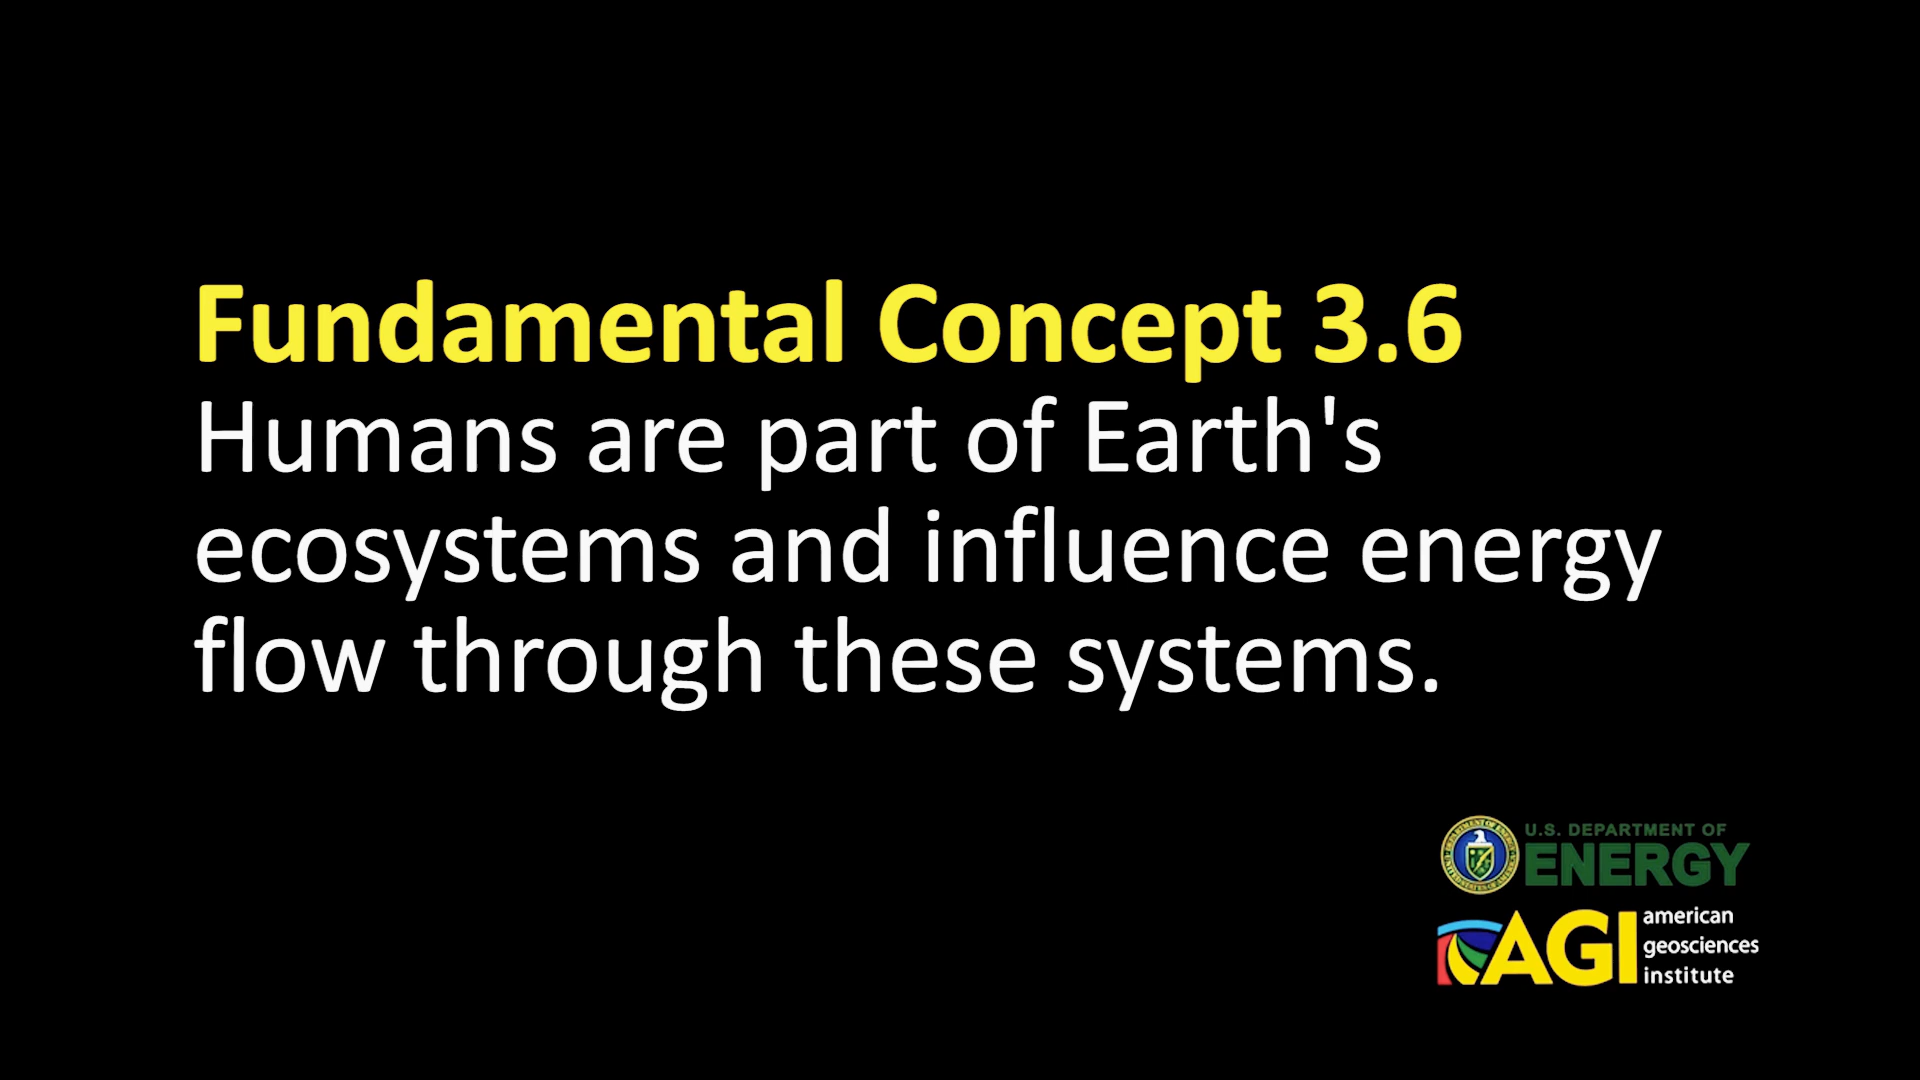 Fundamental Concept 3.6
Humans are part of Earth's
ecosystems and influence energy
flow through these systems.
U.S. DEPARTMENT OF
ENERGY
AGI
american
geosciences
institute